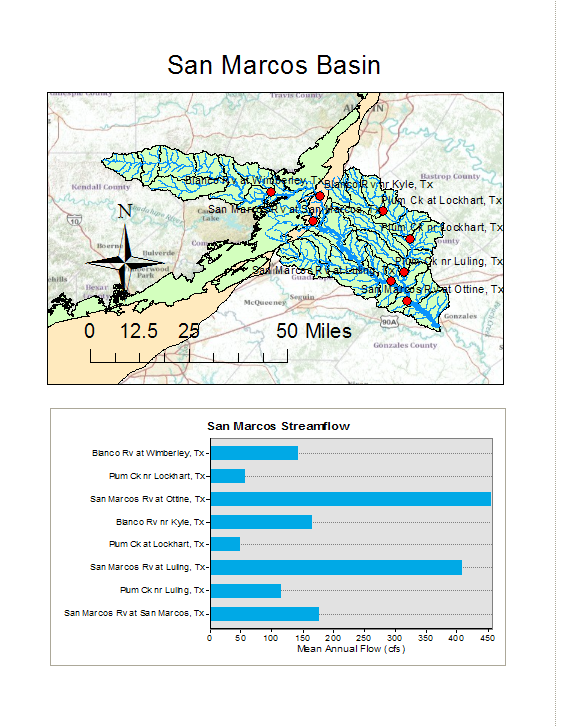 San Marcos Basin
Travis County
Blanco Rv at Wimberley, Tx
Blanco Rv nr Kyle, Tx
Bastrop County
Kendall County
Plum Ck at Lockhart, Tx
San Marcos Rv at San Marcos, Tx
N
10
Plum Ck nr Lockhart, Tx
Boerne
Bulverde
Plum Ck nr Luling, Tx
San Marcos Rv at Luling, Tx
Park
Bexar
San Marcos Rv at Ottine, Tx
McQueeney
Seguin
90A
Gonzales
0 12.5 25 50 Miles
Gonzales County
San Marcos Streamflow
Blanco Rv at Wimberley, Tx
Plum Ck nr Lockhart, Tx
San Marcos Rv at Ottine, Tx
Blanco Rv nr Kyle, Tx
Plum Ck at Lockhart, Tx
San Marcos Rv at Luling, Tx
Plum Ck nr Luling, Tx
San Marcos Rv at San Marcos, Tx
0 50 100 150 200 250 300 350 400 450
Mean Annual Flow (cfs)